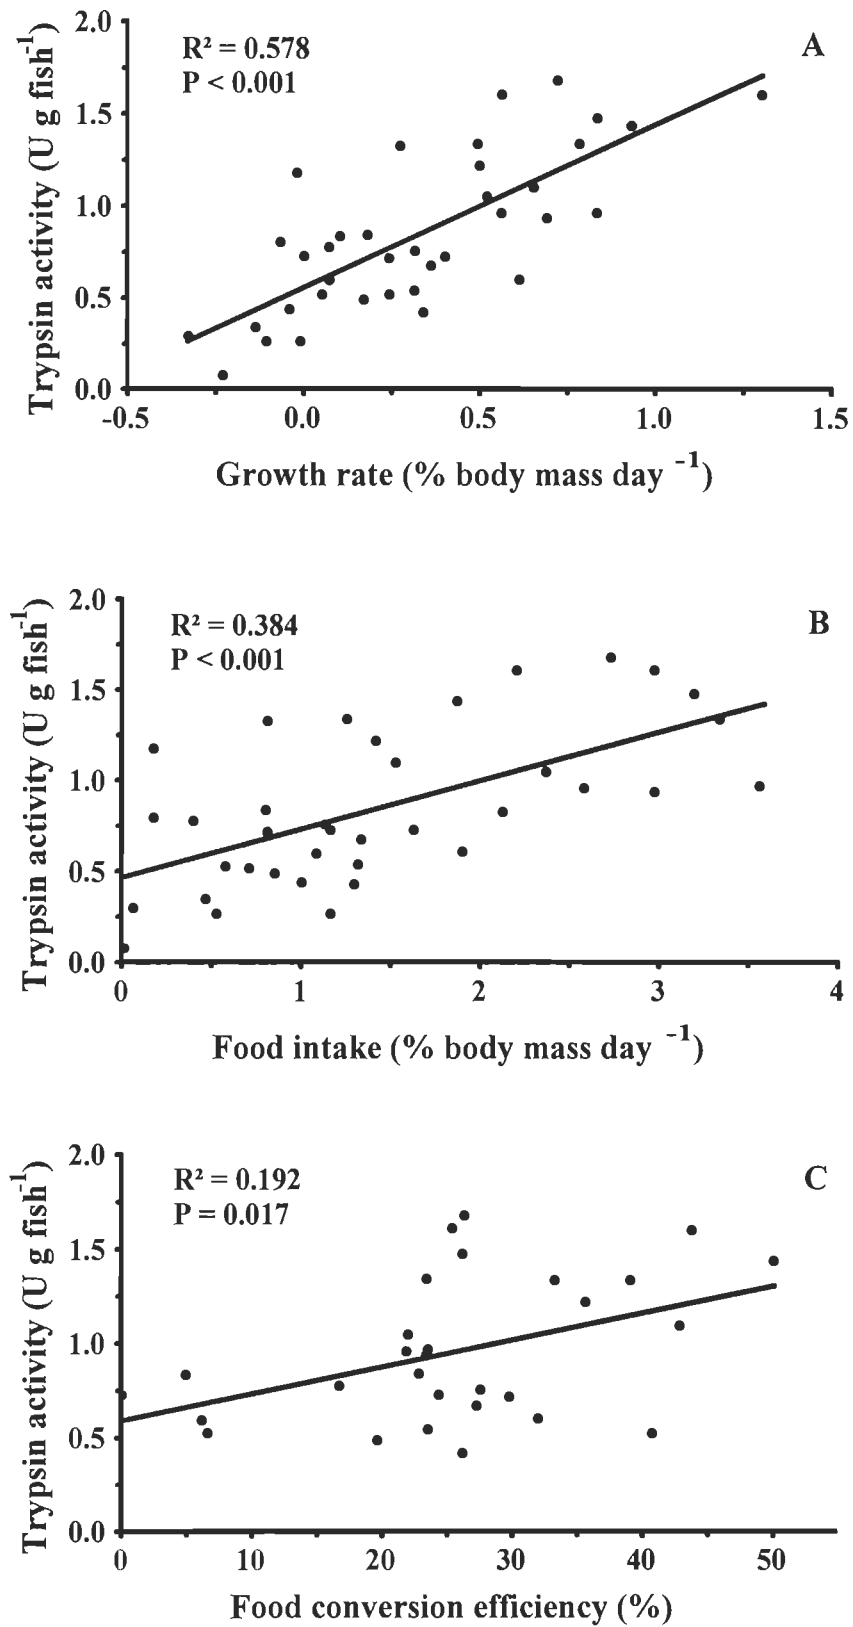 2.0
R² = 0.578
A
P < 0.001
1.5
1.0
0.5
0.0
Trypsin activity (U g fish⁻¹)
-0.5 0.0 0.5 1.0 1.5
Growth rate (% body mass day ⁻¹)
2.0
R² = 0.384
B
P < 0.001
1.5
1.0
0.5
0.0
Trypsin activity (U g fish⁻¹)
0 1 2 3 4
Food intake (% body mass day ⁻¹)
2.0
R² = 0.192
C
P = 0.017
1.5
1.0
0.5
0.0
Trypsin activity (U g fish⁻¹)
0 10 20 30 40 50
Food conversion efficiency (%)